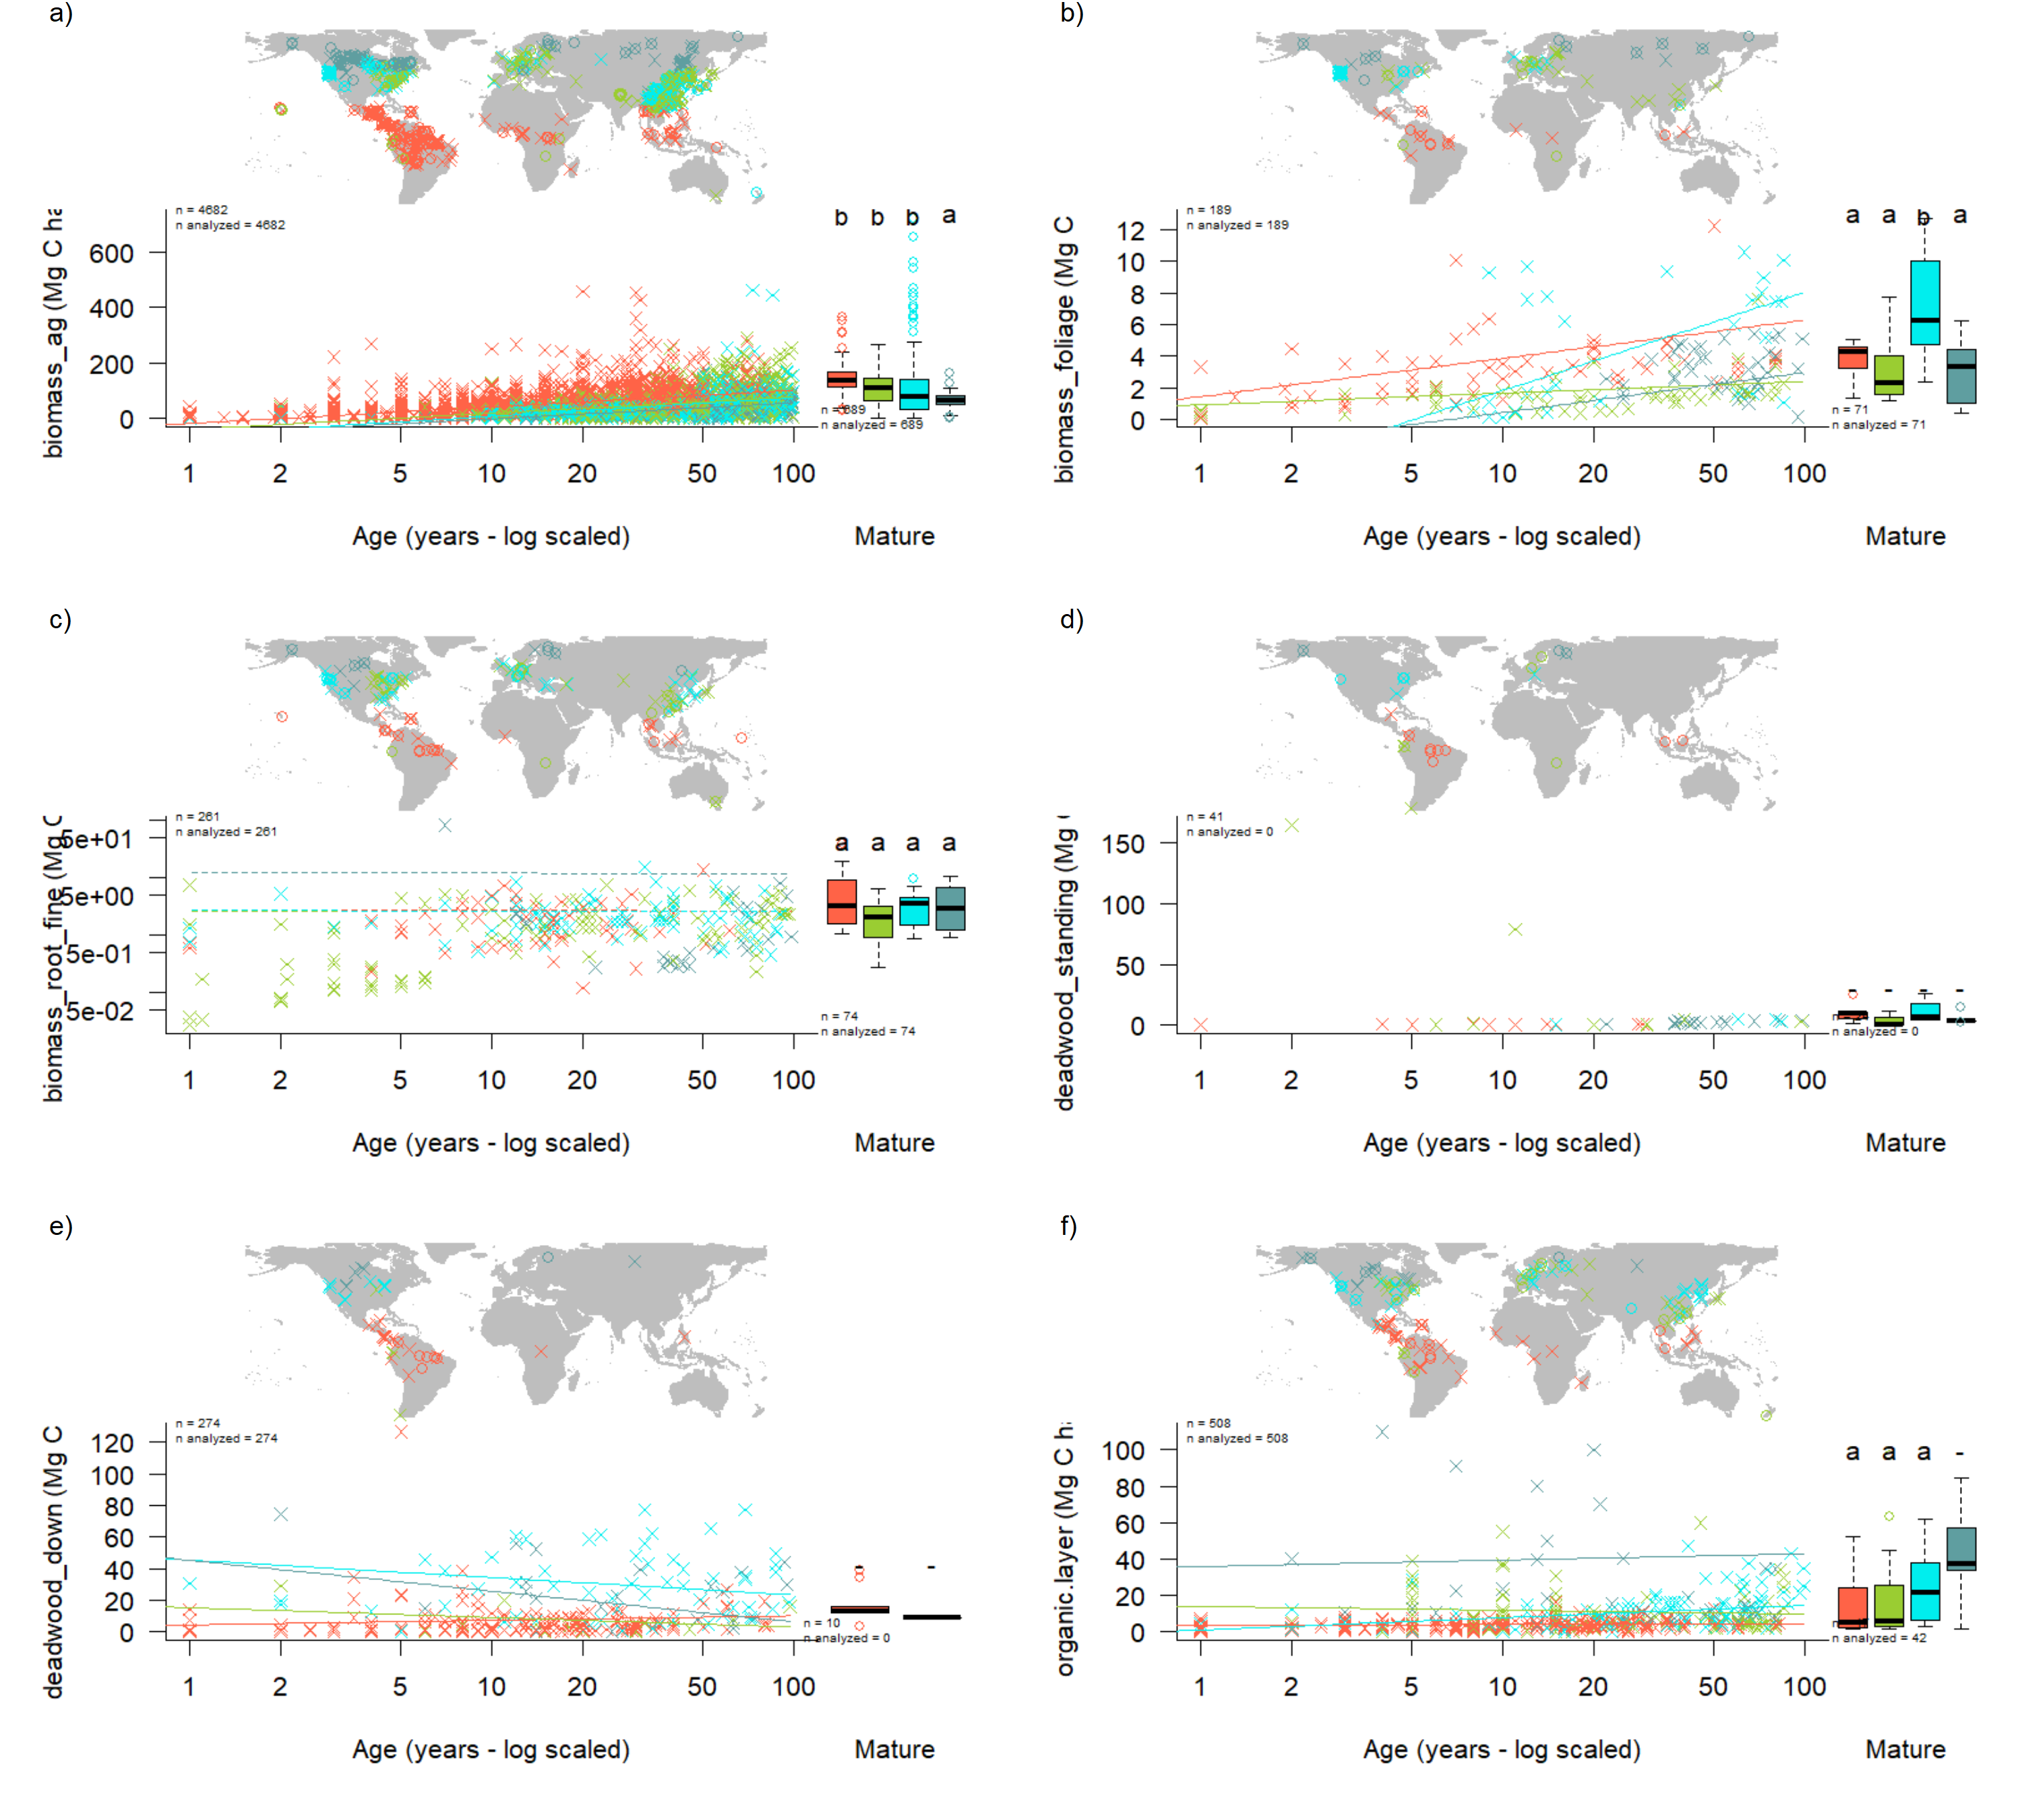 a)
n = 4682
n analyzed = 4682
biomass_ag (Mg C ha
600
400
200
0
b b b a
n = 689
n analyzed = 689
1 2 5 10 20 50 100
Age (years - log scaled) Mature
b)
n = 189
n analyzed = 189
biomass_foliage (Mg C
12
10
8
6
4
2
0
a a b a
n = 71
n analyzed = 71
1 2 5 10 20 50 100
Age (years - log scaled) Mature
c)
n = 261
n analyzed = 261
biomass_root_fine (Mg C
5e+01
5e+00
5e-01
5e-02
a a a a
n = 74
n analyzed = 74
1 2 5 10 20 50 100
Age (years - log scaled) Mature
d)
n = 41
n analyzed = 0
deadwood_standing (Mg
150
100
50
0
- - - -
n analyzed = 0
1 2 5 10 20 50 100
Age (years - log scaled) Mature
e)
n = 274
n analyzed = 274
deadwood_down (Mg C
120
100
80
60
40
20
0
- -
n = 10
n analyzed = 0
1 2 5 10 20 50 100
Age (years - log scaled) Mature
f)
n = 508
n analyzed = 508
organic.layer (Mg C h
100
80
60
40
20
0
a a a -
n analyzed = 42
1 2 5 10 20 50 100
Age (years - log scaled) Mature